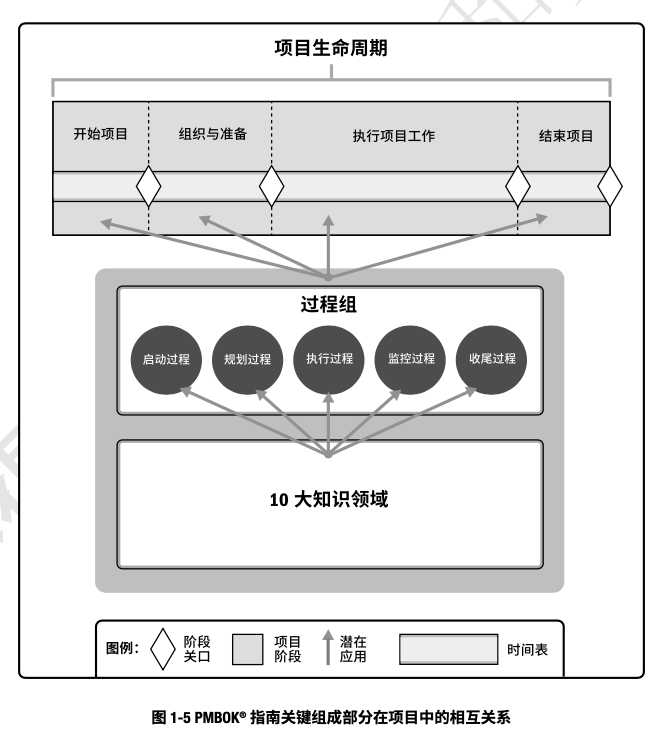 项目生命周期
开始项目
组织与准备
执行项目工作
结束项目
过程组
启动过程
规划过程
执行过程
监控过程
收尾过程
10 大知识领域
图例：
阶段
关口
项目
阶段
潜在
应用
时间表
图 1-5 PMBOK® 指南关键组成部分在项目中的相互关系